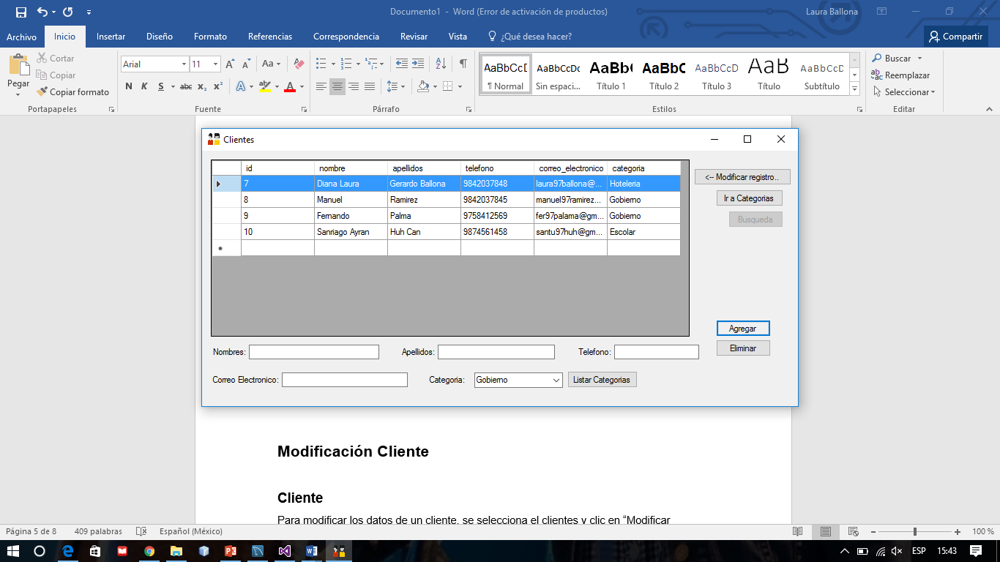 Documento1 - Word (Error de activación de productos)
Laura Ballona
Archivo Inicio Insertar Diseño Formato Referencias Correspondencia Revisar Vista ¿Qué desea hacer? Compartir
Pegar
Cortar
Copiar
Copiar formato
Portapapeles
Arial 11 Aa
N K S abc x₂ x² A ab A
Fuente
Párrafo
AaBbCcD AaBbCcDc AaBb( AaBbC AaBbCcD AaB AaBbCcD
¶ Normal Sin espaci... Título 1 Título 2 Título 3 Título Subtítulo
Estilos
Buscar
Reemplazar
Seleccionar
Editar
Clientes
id nombre apellidos telefono correo_electronico categoria
7 Diana Laura Gerardo Ballona 9842037848 laura97ballona@... Hoteleria
8 Manuel Ramirez 9842037845 manuel97ramirez... Gobierno
9 Fernando Palma 9758412569 fer97palama@gm... Gobierno
10 Sanriago Ayran Huh Can 9874561458 santu97huh@gm... Escolar
*
<-- Modificar registro..
Ir a Categorias
Busqueda
Agregar
Eliminar
Nombres: Apellidos: Telefono:
Correo Electronico: Categoria: Gobierno Listar Categorias
Modificación Cliente
Cliente
Para modificar los datos de un cliente, se selecciona el clientes y clic en “Modificar
Página 5 de 8 409 palabras Español (México) 100 %
ESP 15:43